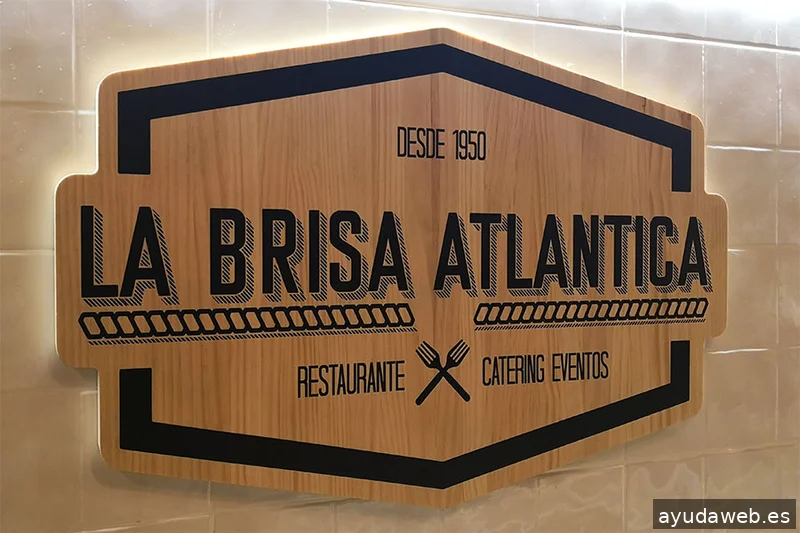 DESDE 1950
LA BRISA ATLANTICA
RESTAURANTE CATERING EVENTOS
ayudaweb.es